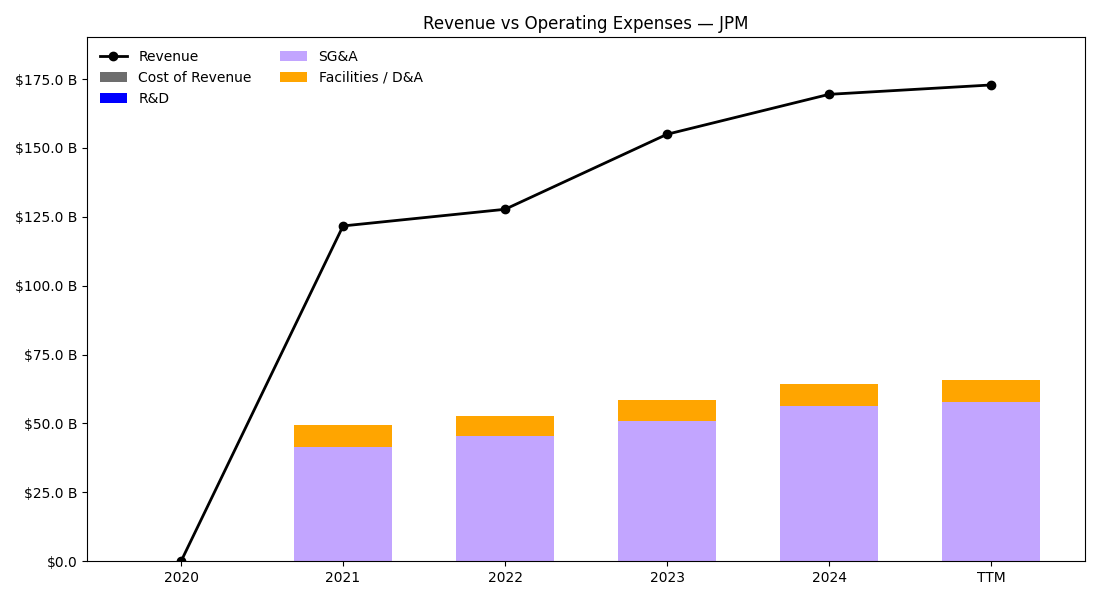 Revenue vs Operating Expenses — JPM
Revenue
Cost of Revenue
R&D
SG&A
Facilities / D&A
$175.0 B
$150.0 B
$125.0 B
$100.0 B
$75.0 B
$50.0 B
$25.0 B
$0.0
2020 2021 2022 2023 2024 TTM